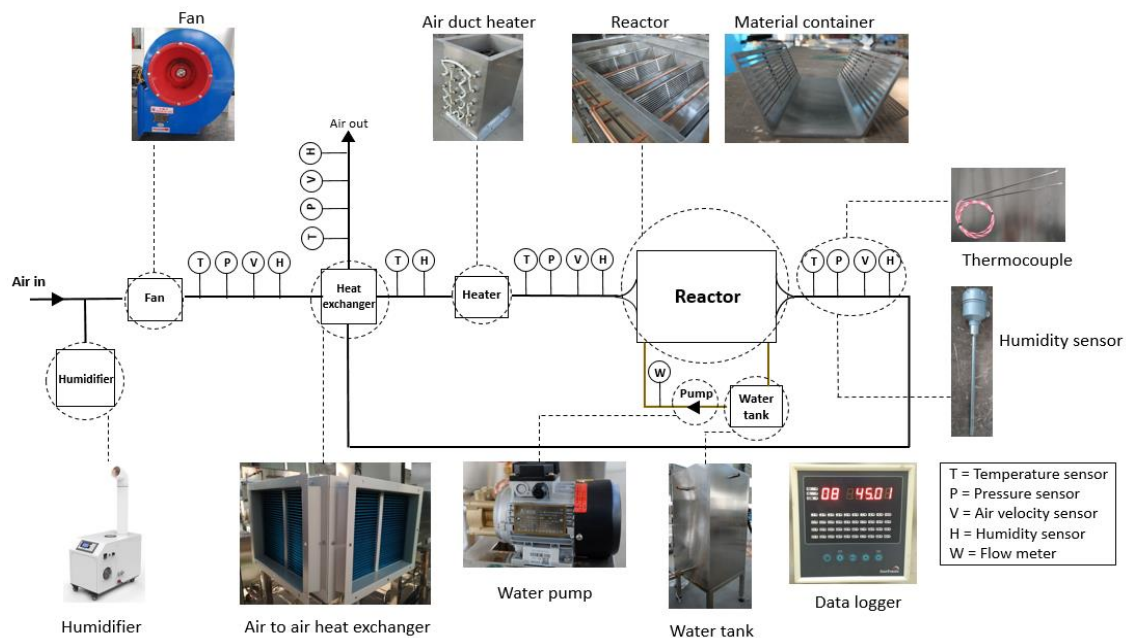 Fan
Air duct heater
Reactor
Material container
Air out
H
V
P
T
Air in
Fan
T P V H
Heat
exchanger
T H
Heater
T P V H
Reactor
T P V H
Thermocouple
Humidifier
W
Pump
Water
tank
Humidity sensor
T = Temperature sensor
P = Pressure sensor
V = Air velocity sensor
H = Humidity sensor
W = Flow meter
08 45.01
Humidifier
Air to air heat exchanger
Water pump
Water tank
Data logger